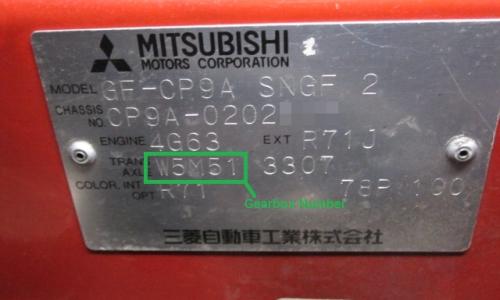 MITSUBISHI
MOTORS CORPORATION
MODEL GF-CP9A SNGF 2
CHASSIS NO. CP9A-0202
ENGINE 4G63 EXT R71J
TRANS AXLE W5M51 3307
COLOR, INT OPT R71 78P 100
Gearbox Number
三菱自動車工業株式会社